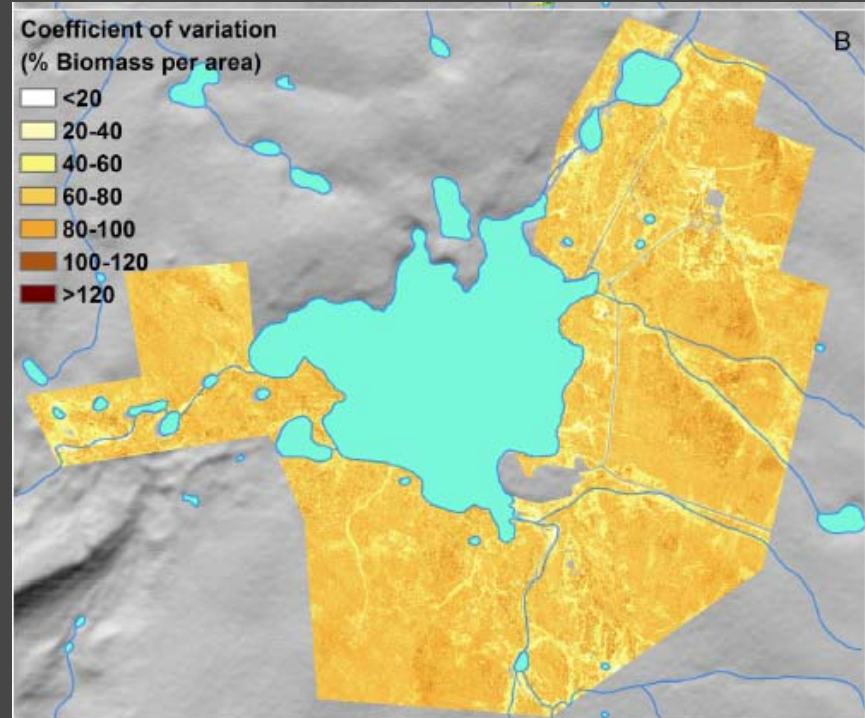 Coefficient of variation
(% Biomass per area)
B
<20
20-40
40-60
60-80
80-100
100-120
>120